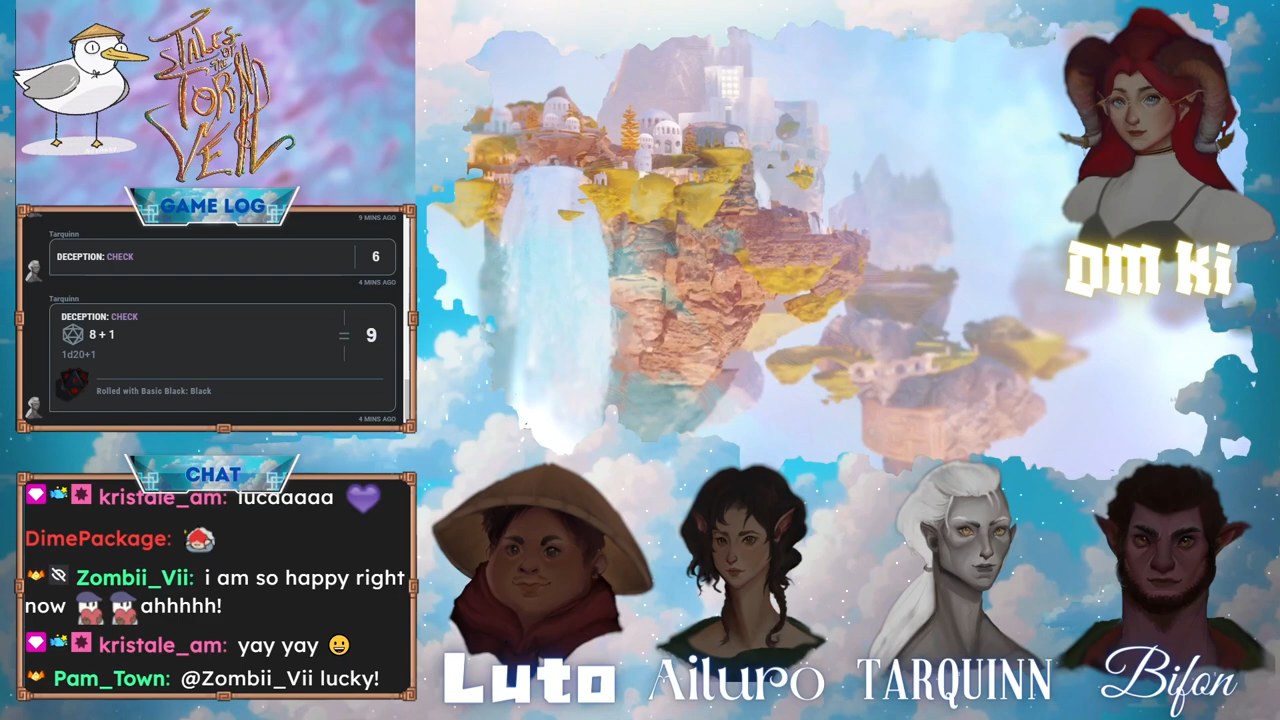 TALES
OF
THE
TORN
VEIL
GAME LOG
9 MINS AGO
Tarquinn
DECEPTION: CHECK
6
4 MINS AGO
Tarquinn
DECEPTION: CHECK
8 + 1
= 9
1d20+1
Rolled with Basic Black: Black
4 MINS AGO
CHAT
kristale_am: lucaaaaa
DimePackage:
Zombii_Vii: i am so happy right
now ahhhhh!
kristale_am: yay yay
Pam_Town: @Zombii_Vii lucky!
DM Ki
Luto
Ailuro
TARQUINN
Bifon